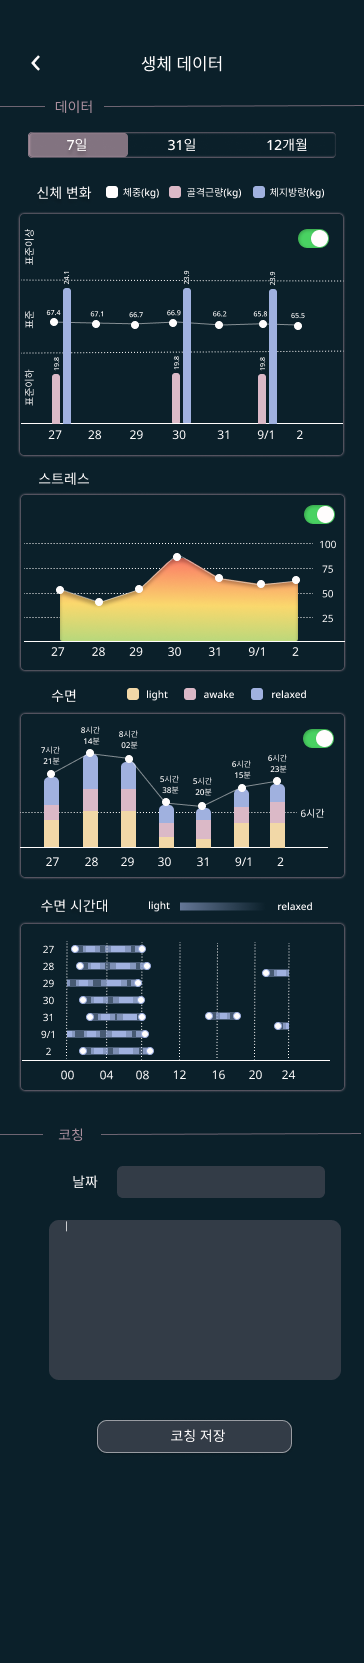 생체 데이터
데이터
7일 31일 12개월
신체 변화 체중(kg) 골격근량(kg) 체지방량(kg)
표준이상
표준
표준이하
24.1 23.9 23.9
67.4 67.1 66.7 66.9 66.2 65.8 65.5
19.8 19.8 19.8
27 28 29 30 31 9/1 2
스트레스
100
75
50
25
27 28 29 30 31 9/1 2
수면 light awake relaxed
7시간 21분
8시간 14분
8시간 02분
5시간 38분
5시간 20분
6시간 15분
6시간 23분
6시간
27 28 29 30 31 9/1 2
수면 시간대 light relaxed
27
28
29
30
31
9/1
2
00 04 08 12 16 20 24
코칭
날짜
코칭 저장